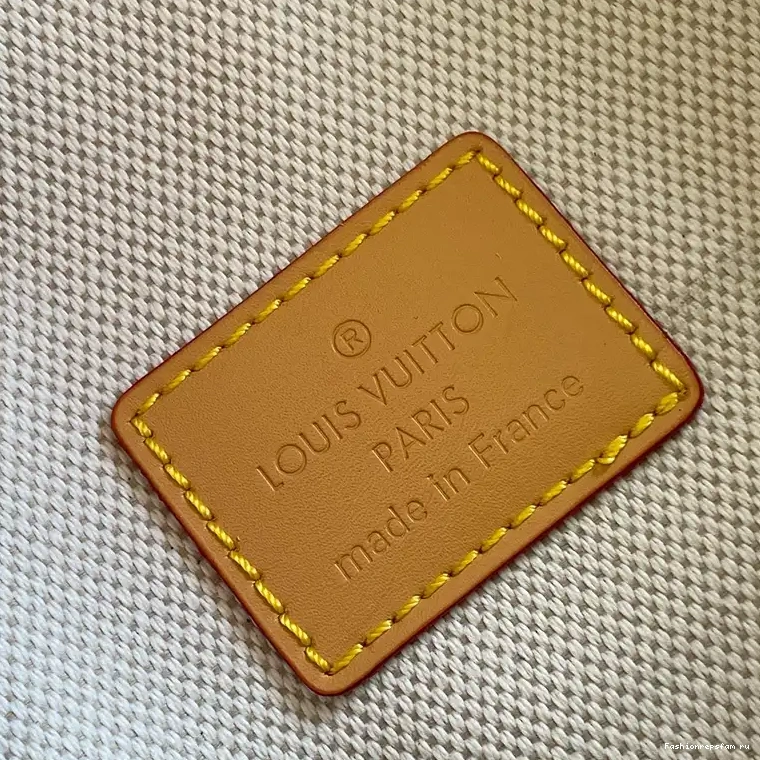 ®
LOUIS VUITTON
PARIS
made in France
Fashionrepsfam.ru